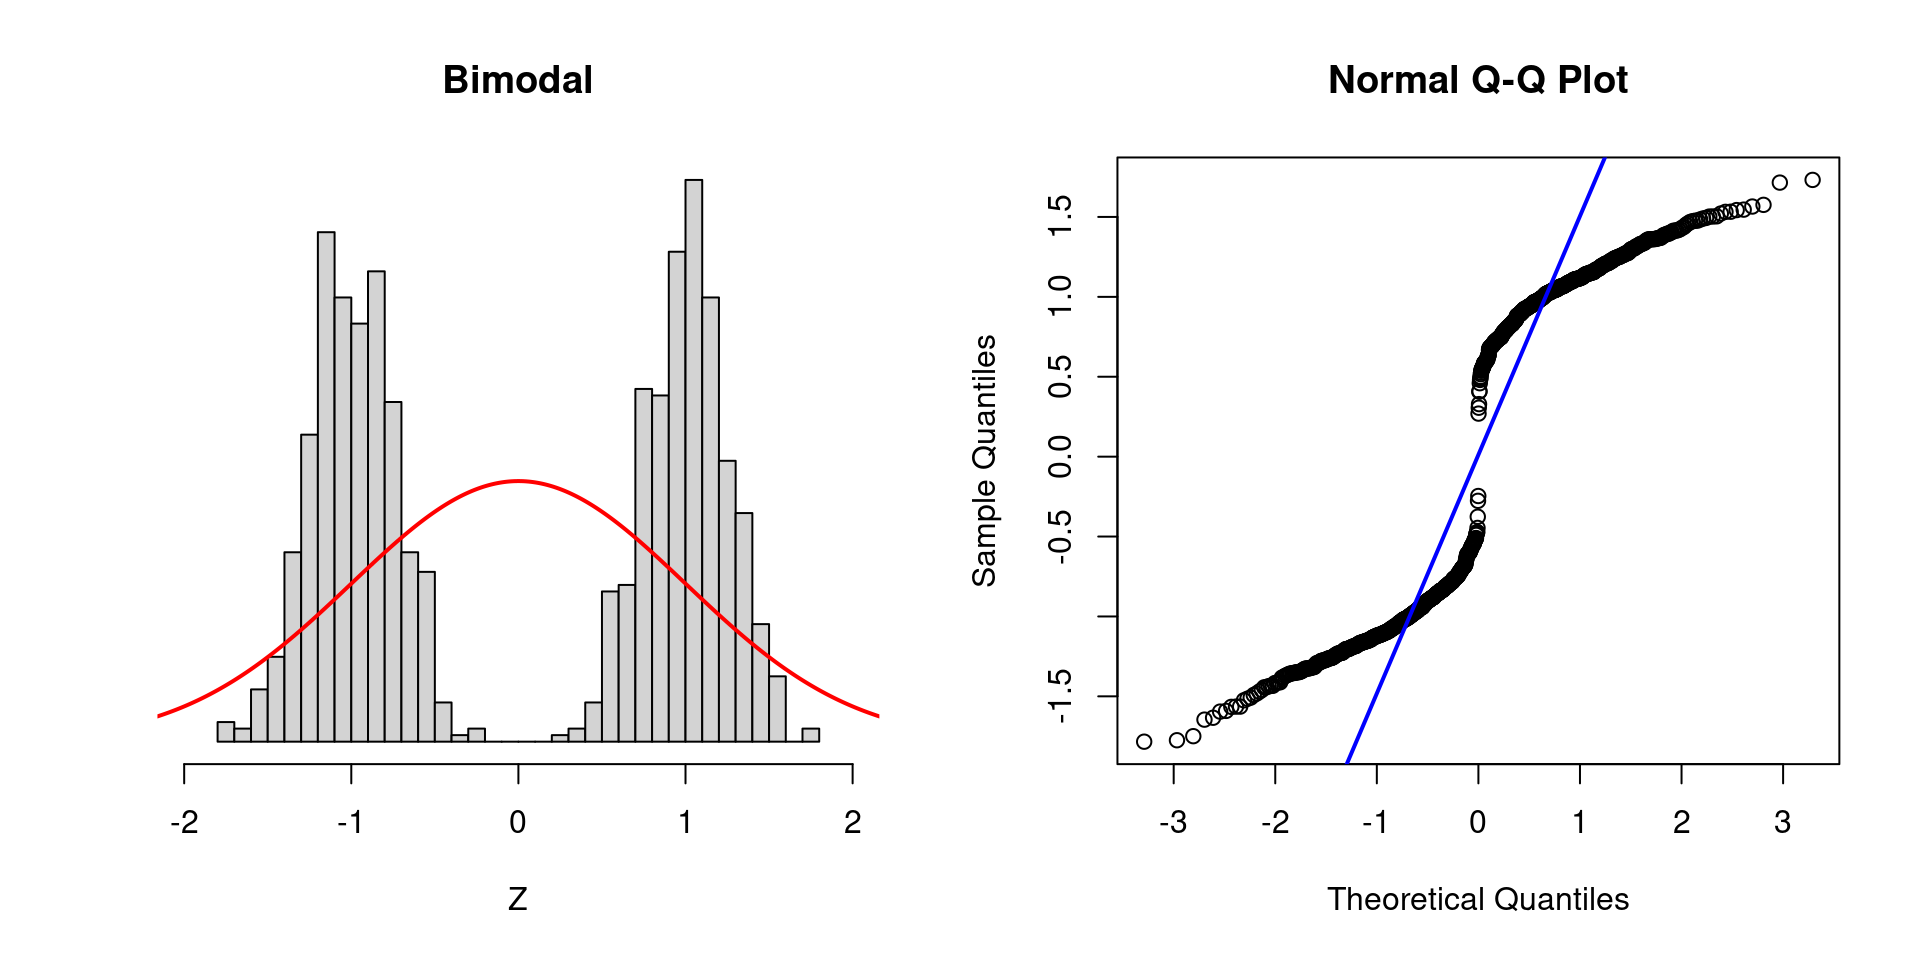 Bimodal
-2 -1 0 1 2
Z
Normal Q-Q Plot
Sample Quantiles
-1.5 -0.5 0.0 0.5 1.0 1.5
-3 -2 -1 0 1 2 3
Theoretical Quantiles